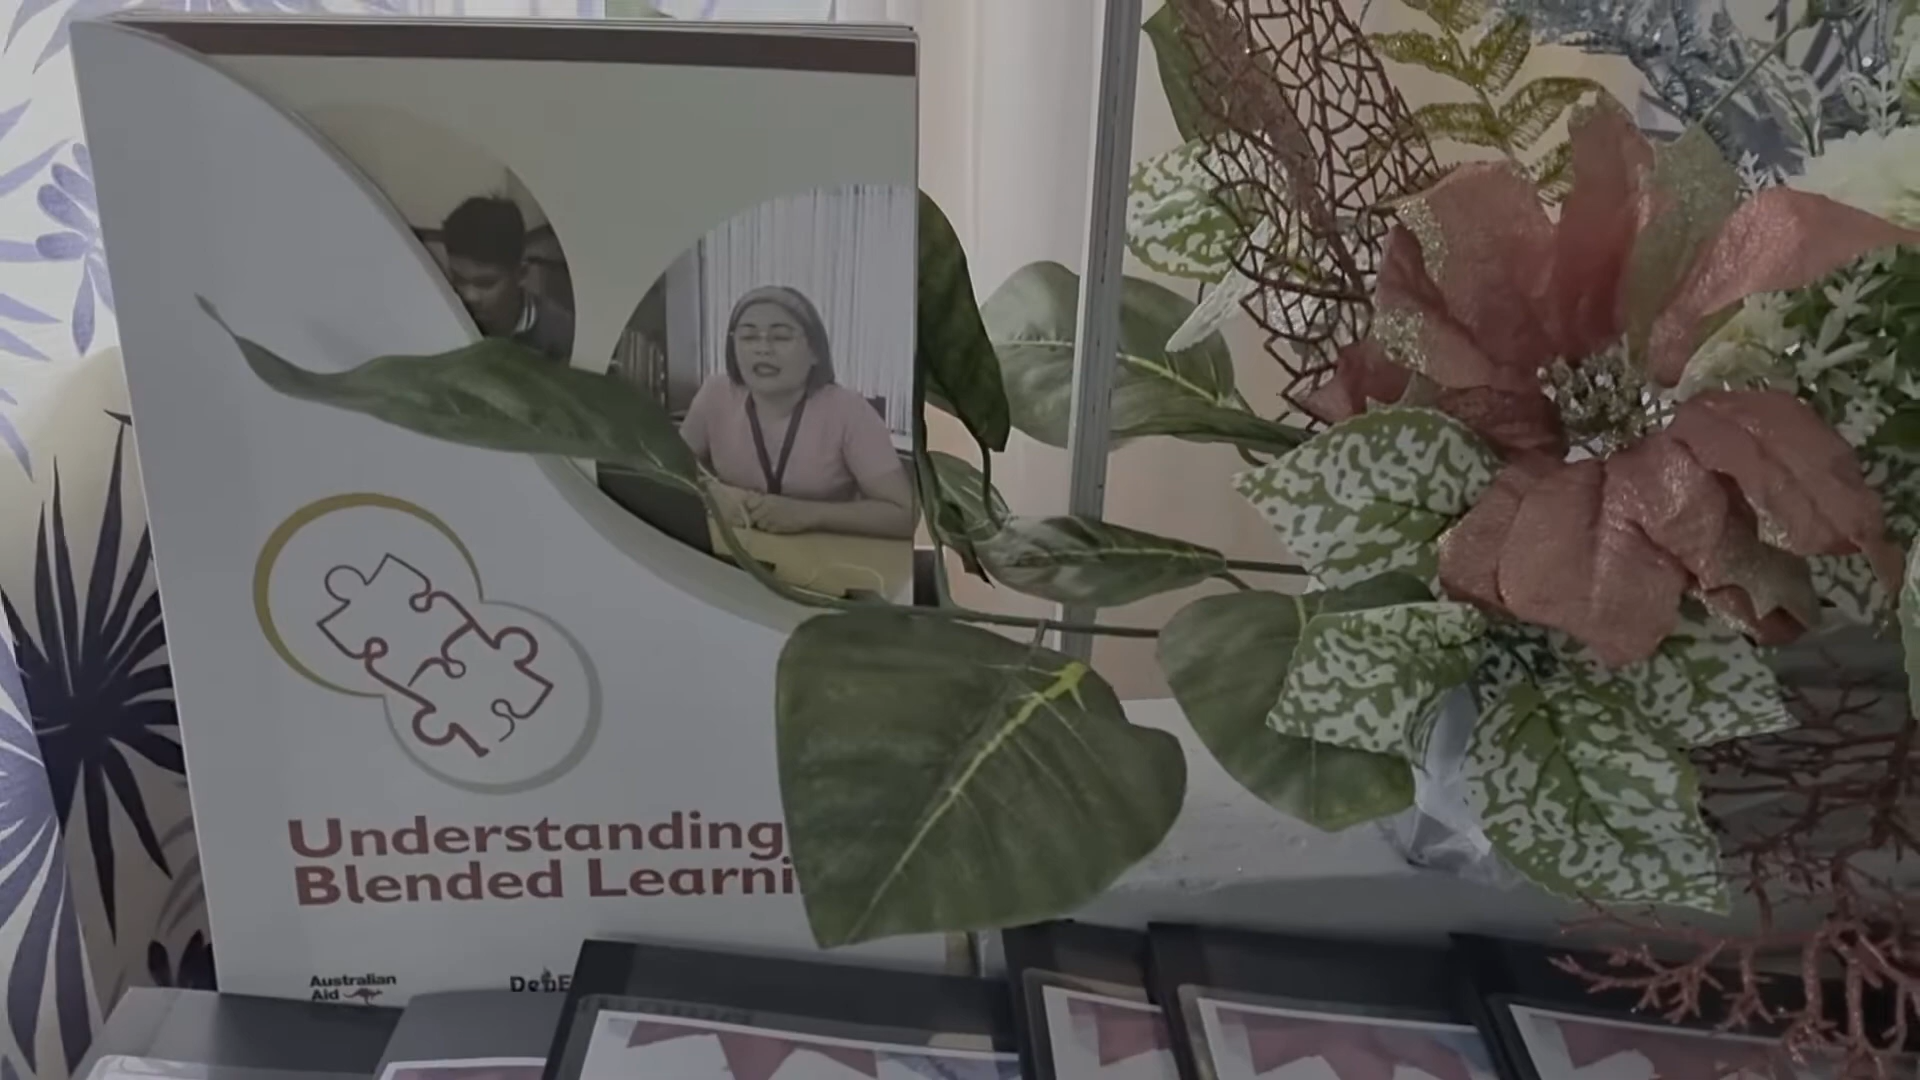 Understanding
Blended Learni
Australian
Aid
DepE